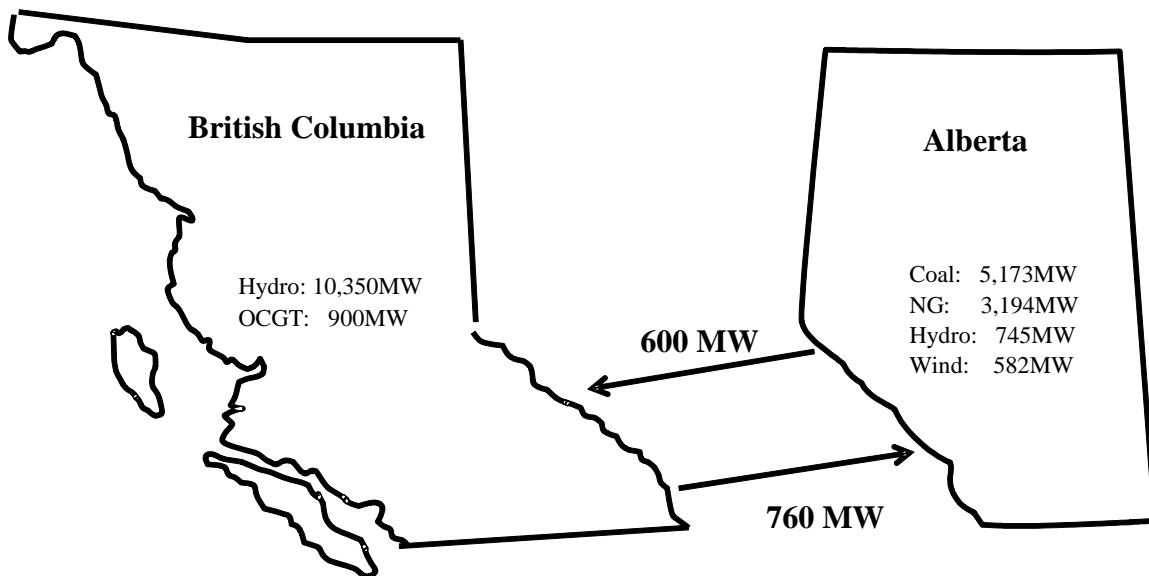 British Columbia
Hydro: 10,350MW
OCGT: 900MW
600 MW
760 MW
Alberta
Coal: 5,173MW
NG: 3,194MW
Hydro: 745MW
Wind: 582MW